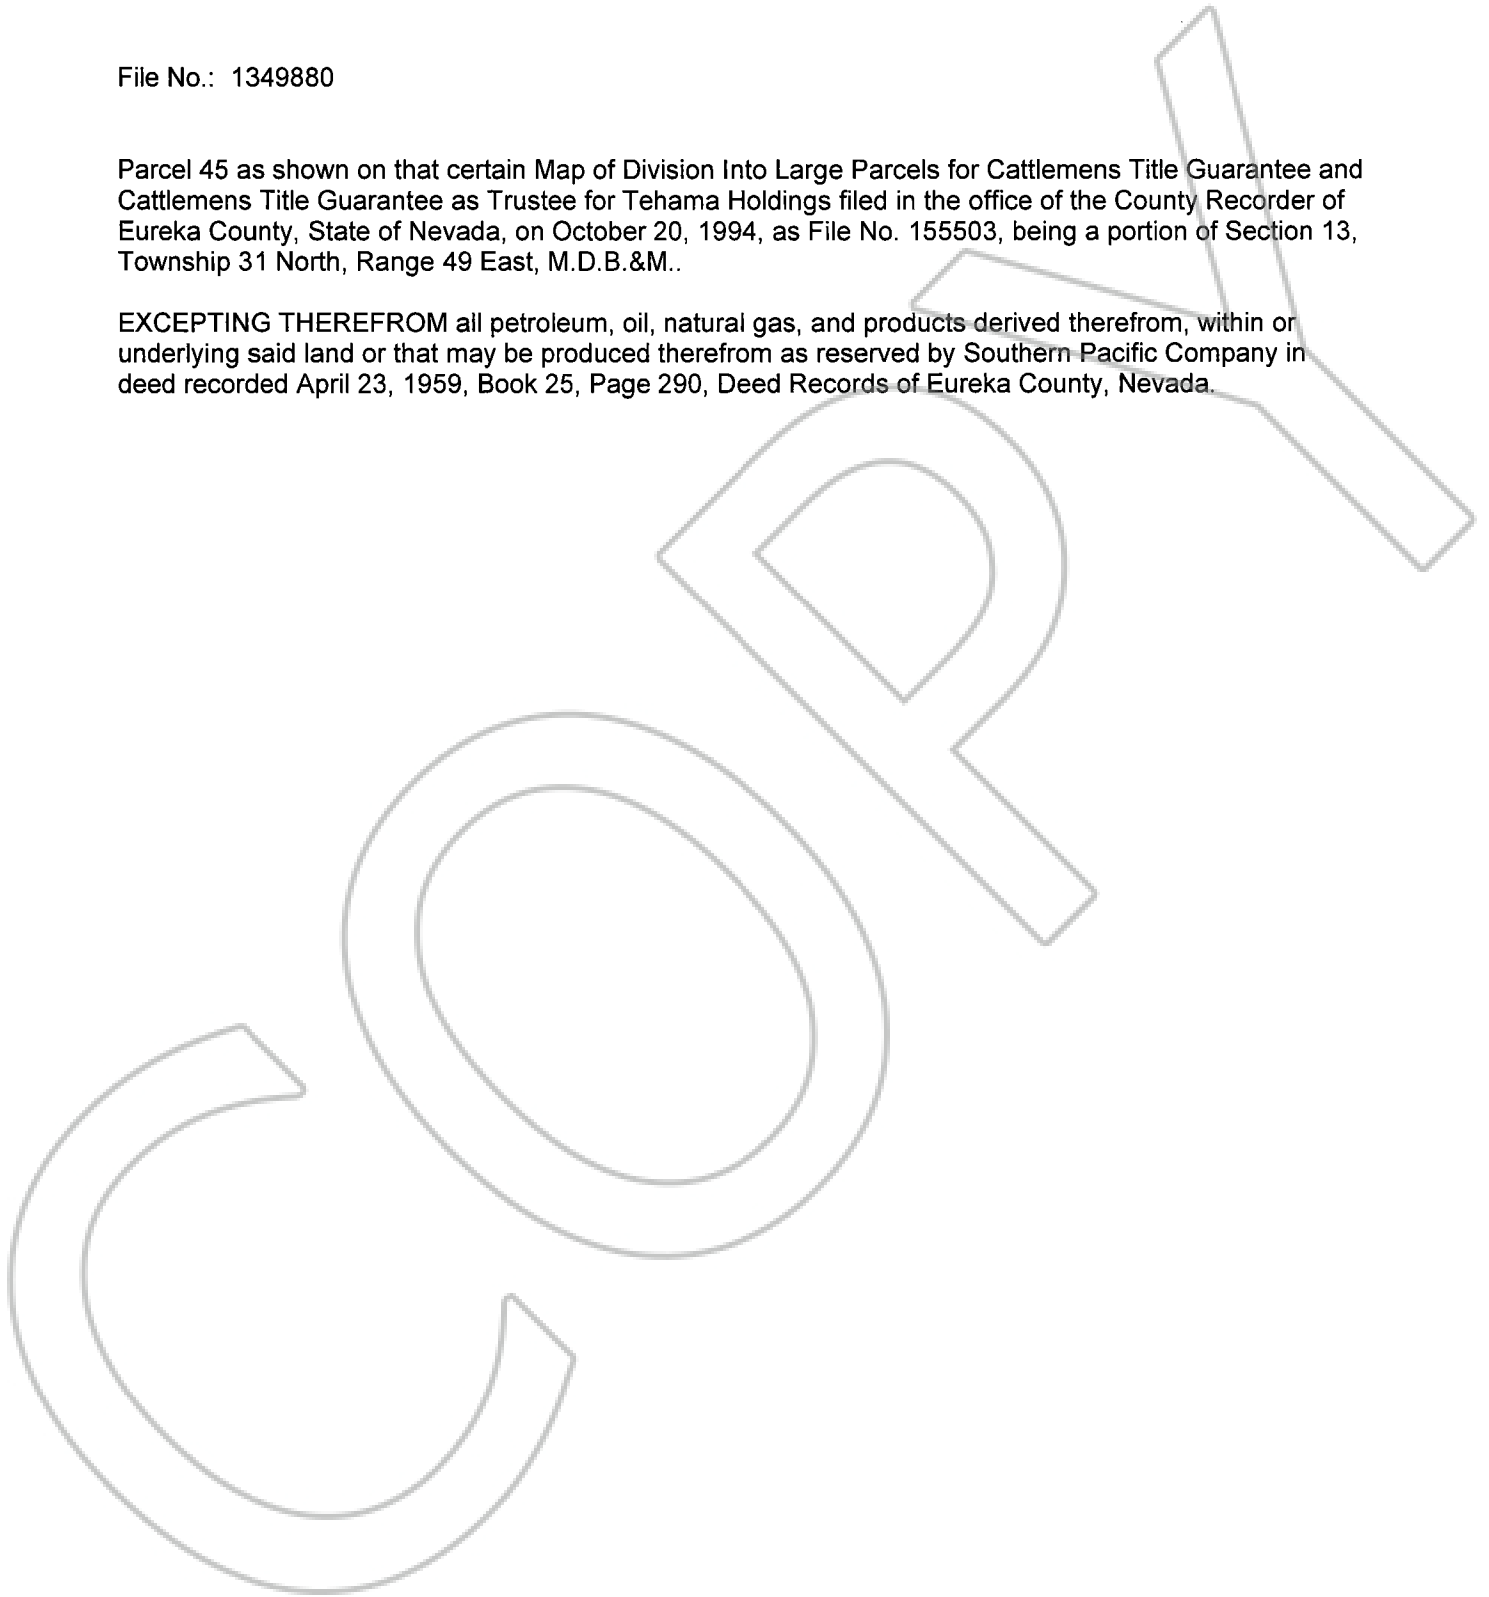 File No.: 1349880
Parcel 45 as shown on that certain Map of Division Into Large Parcels for Cattlemens Title Guarantee and
Cattlemens Title Guarantee as Trustee for Tehama Holdings filed in the office of the County Recorder of
Eureka County, State of Nevada, on October 20, 1994, as File No. 155503, being a portion of Section 13,
Township 31 North, Range 49 East, M.D.B.&M..
EXCEPTING THEREFROM all petroleum, oil, natural gas, and products derived therefrom, within or
underlying said land or that may be produced therefrom as reserved by Southern Pacific Company in
deed recorded April 23, 1959, Book 25, Page 290, Deed Records of Eureka County, Nevada.
COPY